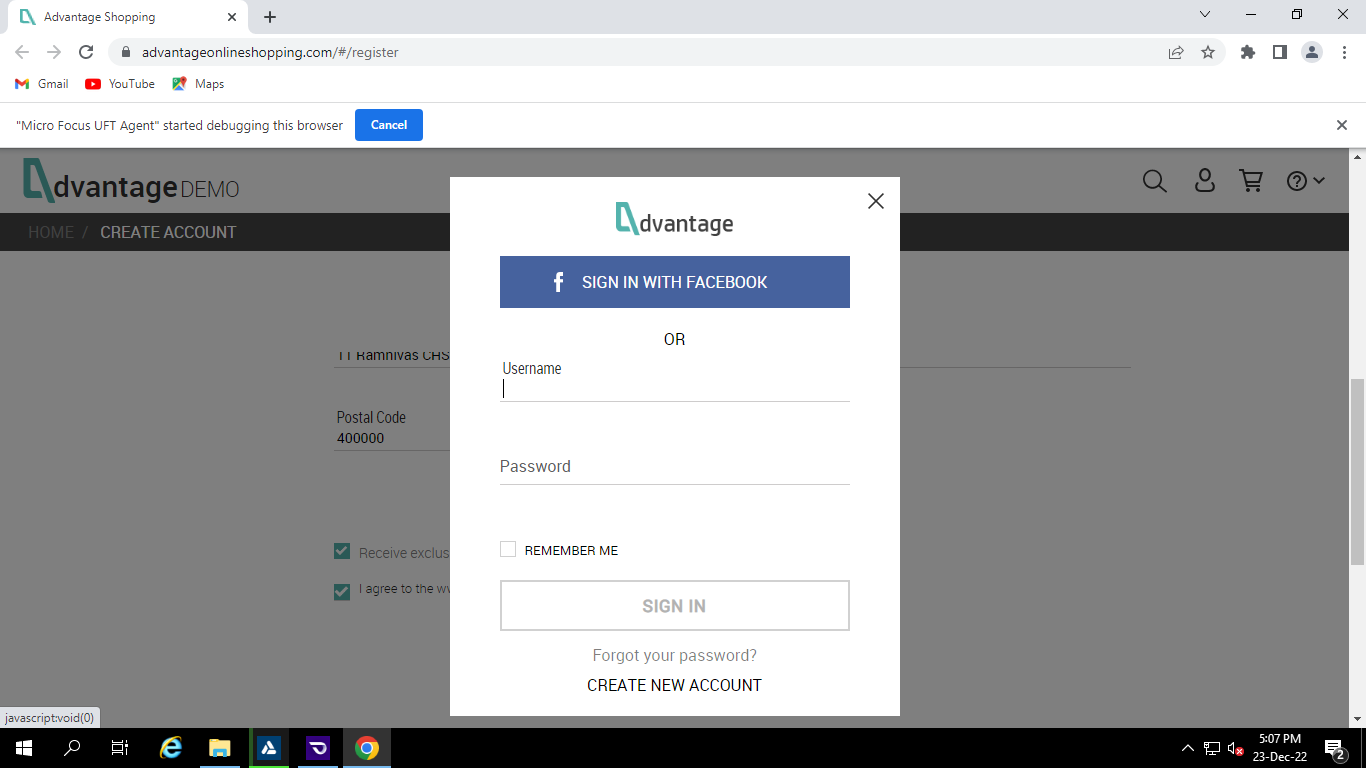 Advantage Shopping
advantageonlineshopping.com/#/register
Gmail YouTube Maps
"Micro Focus UFT Agent" started debugging this browser Cancel
dvantage DEMO
HOME / CREATE ACCOUNT
dvantage
SIGN IN WITH FACEBOOK
OR
11 Ramnivas CHS
Username
Postal Code
400000
Password
Receive exclus
REMEMBER ME
I agree to the w
SIGN IN
Forgot your password?
CREATE NEW ACCOUNT
javascript:void(0)
5:07 PM
23-Dec-22
2